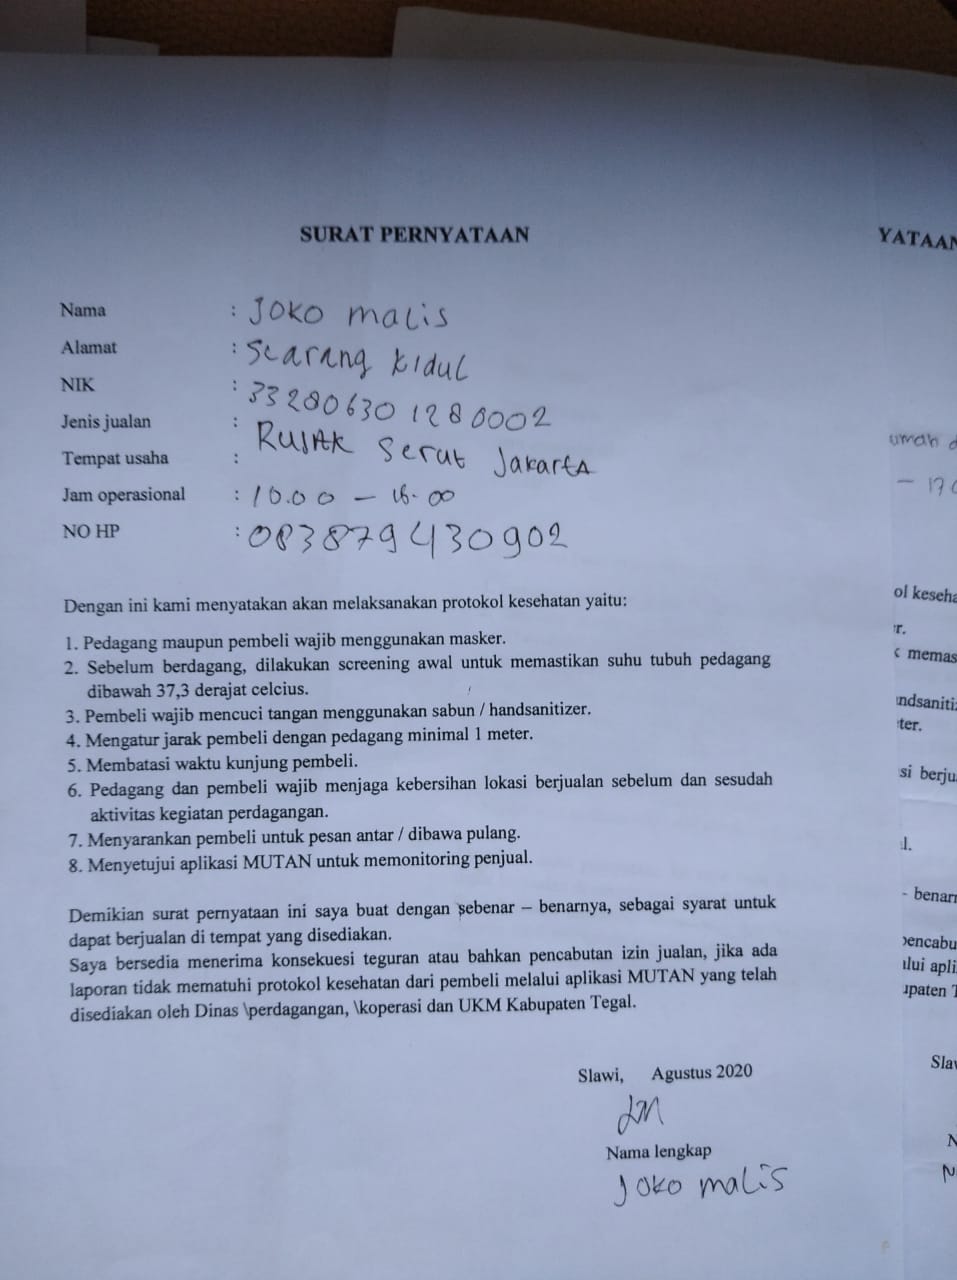 SURAT PERNYATAAN
Nama : JOKO malis
Alamat : Scarang kidul
NIK : 3328063012800002
Jenis jualan : RUJAK Serut Jakarta
Tempat usaha :
Jam operasional : 10.00 - 16.00
NO HP : 083879430902
Dengan ini kami menyatakan akan melaksanakan protokol kesehatan yaitu:
1. Pedagang maupun pembeli wajib menggunakan masker.
2. Sebelum berdagang, dilakukan screening awal untuk memastikan suhu tubuh pedagang
dibawah 37,3 derajat celcius.
3. Pembeli wajib mencuci tangan menggunakan sabun / handsanitizer.
4. Mengatur jarak pembeli dengan pedagang minimal 1 meter.
5. Membatasi waktu kunjung pembeli.
6. Pedagang dan pembeli wajib menjaga kebersihan lokasi berjualan sebelum dan sesudah
aktivitas kegiatan perdagangan.
7. Menyarankan pembeli untuk pesan antar / dibawa pulang.
8. Menyetujui aplikasi MUTAN untuk memonitoring penjual.
Demikian surat pernyataan ini saya buat dengan sebenar – benarnya, sebagai syarat untuk
dapat berjualan di tempat yang disediakan.
Saya bersedia menerima konsekuesi teguran atau bahkan pencabutan izin jualan, jika ada
laporan tidak mematuhi protokol kesehatan dari pembeli melalui aplikasi MUTAN yang telah
disediakan oleh Dinas \perdagangan, \koperasi dan UKM Kabupaten Tegal.
Slawi, Agustus 2020
JM
Nama lengkap
Joko malis
YATAAN
umah d
- 17.0
ol keseha
r.
k memas
ndsanitiz
ter.
si berju
l.
- benarn
pencabu
lui apli
upaten T
Slaw
N